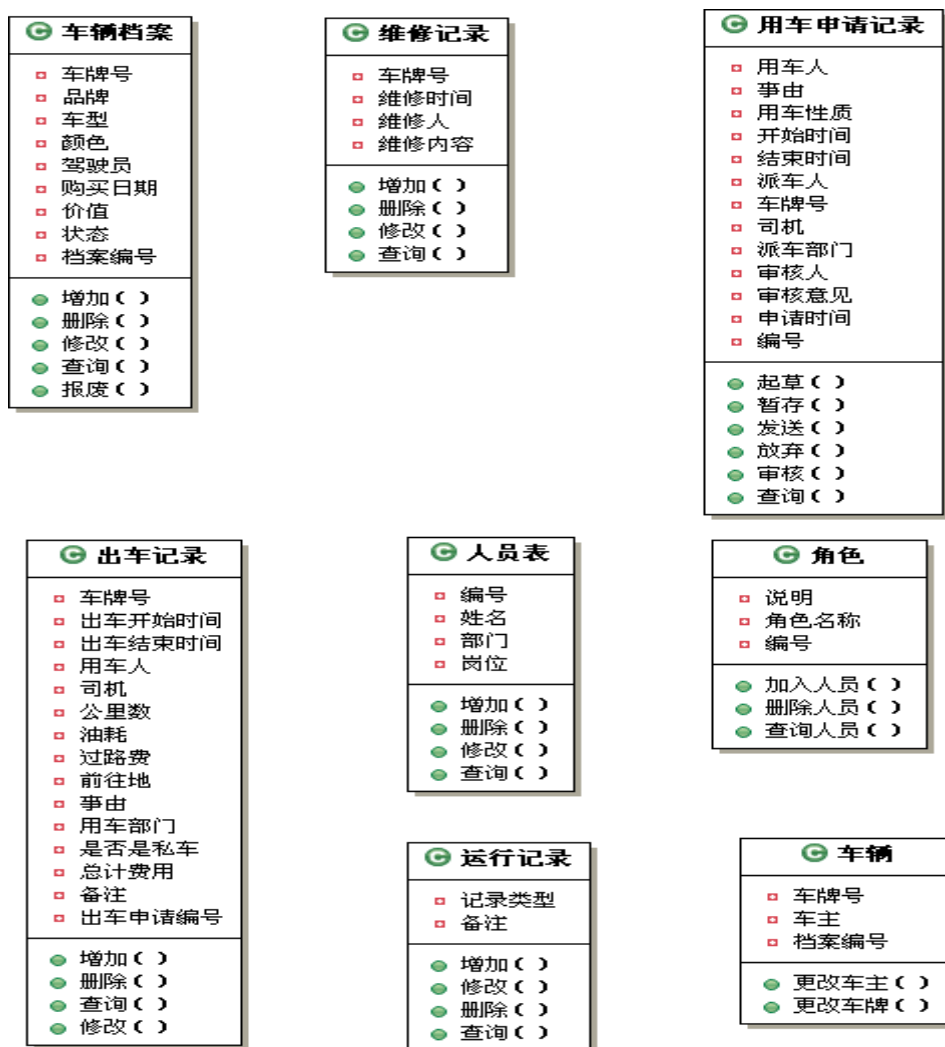 车辆档案
车牌号
品牌
车型
颜色
驾驶员
购买日期
价值
状态
档案编号
增加( )
删除( )
修改( )
查询( )
报废( )
维修记录
车牌号
维修时间
维修人
维修内容
增加( )
删除( )
修改( )
查询( )
用车申请记录
用车人
事由
用车性质
开始时间
结束时间
派车人
车牌号
司机
派车部门
审核人
审核意见
申请时间
编号
起草( )
暂存( )
发送( )
放弃( )
审核( )
查询( )
出车记录
车牌号
出车开始时间
出车结束时间
用车人
司机
公里数
油耗
过路费
前往地
事由
用车部门
是否是私车
总计费用
备注
出车申请编号
增加( )
删除( )
查询( )
修改( )
人员表
编号
姓名
部门
岗位
增加( )
删除( )
修改( )
查询( )
角色
说明
角色名称
编号
加入人员( )
删除人员( )
查询人员( )
运行记录
记录类型
备注
增加( )
修改( )
删除( )
查询( )
车辆
车牌号
车主
档案编号
更改车主( )
更改车牌( )